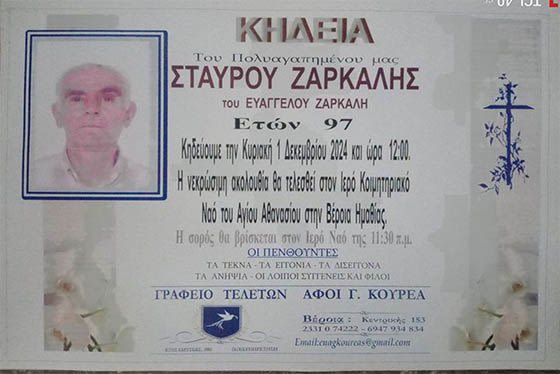 ΚΗΔΕΙΑ
Του Πολυαγαπημένου μας
ΣΤΑΥΡΟΥ ΖΑΡΚΑΛΗΣ
του ΕΥΑΓΓΕΛΟΥ ΖΑΡΚΑΛΗ
Ετών 97
Κηδεύουμε την Κυριακή 1 Δεκεμβρίου 2024 και ώρα 12:00.
Η νεκρώσιμη ακολουθία θα τελεσθεί στον Ιερό Κοιμητηριακό
Ναό του Αγίου Αθανασίου στην Βέροια Ημαθίας.
Η σορός θα βρίσκεται στον Ιερό Ναό της 11:30 π.μ.
ΟΙ ΠΕΝΘΟΥΝΤΕΣ
ΤΑ ΤΕΚΝΑ - ΤΑ ΕΓΓΟΝΙΑ - ΤΑ ΔΙΣΕΓΓΟΝΑ
ΤΑ ΑΝΗΨΙΑ - ΟΙ ΛΟΙΠΟΙ ΣΥΓΓΕΝΕΙΣ ΚΑΙ ΦΙΛΟΙ
ΓΡΑΦΕΙΟ ΤΕΛΕΤΩΝ ΑΦΟΙ Γ. ΚΟΥΡΕΑ
Βέροια: Κεντρικής 153
2331 0 74222 - 6947 934 834
Email:euagkoureas@gmail.com